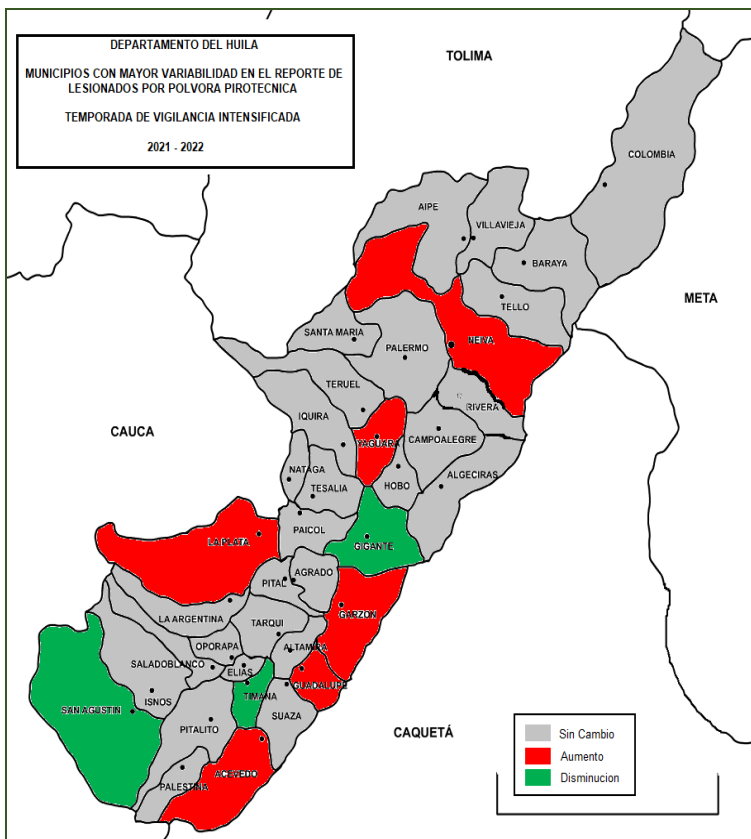 DEPARTAMENTO DEL HUILA
MUNICIPIOS CON MAYOR VARIABILIDAD EN EL REPORTE DE
LESIONADOS POR POLVORA PIROTECNICA
TEMPORADA DE VIGILANCIA INTENSIFICADA
2021 - 2022
TOLIMA
COLOMBIA
AIPE
VILLAVIEJA
BARAYA
META
TELLO
SANTA MARIA
NEIVA
PALERMO
TERUEL
RIVERA
IQUIRA
CAUCA
YAGUARA
CAMPOALEGRE
NATAGA
HOBO
ALGECIRAS
TESALIA
PAICOL
LA PLATA
GIGANTE
AGRADO
PITAL
GARZON
LA ARGENTINA
TARQUI
OPORAPA
ALTAMIRA
SALADOBLANCO
ELIAS
GUADALUPE
ISNOS
TIMANA
SAN AGUSTIN
SUAZA
PITALITO
CAQUETÁ
ACEVEDO
PALESTINA
Sin Cambio
Aumento
Disminucion